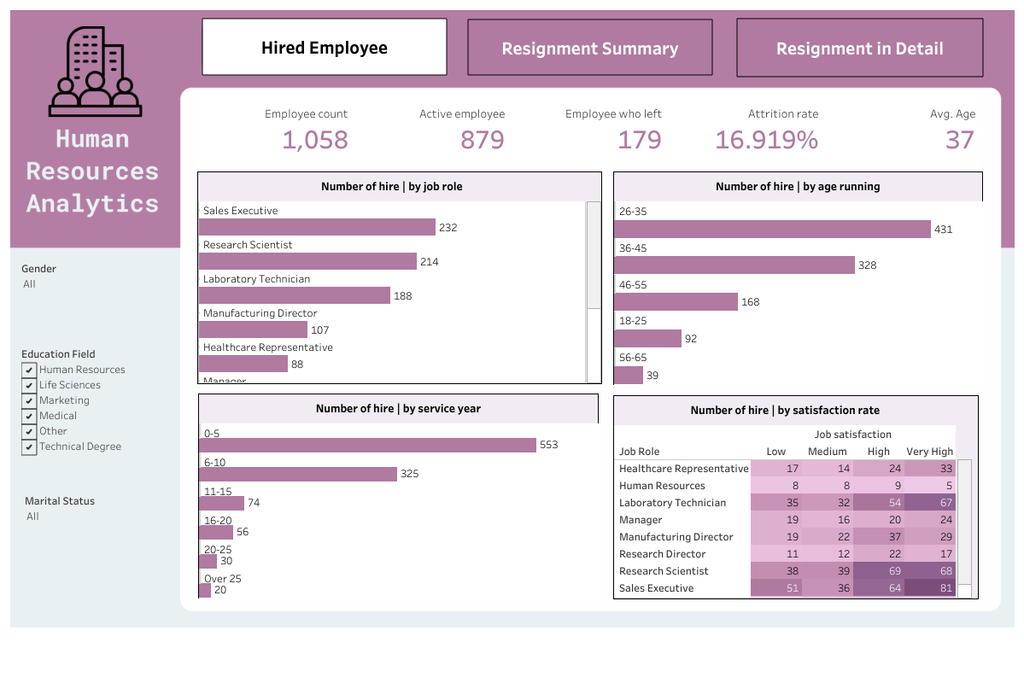 Human
Resources
Analytics
Hired Employee
Resignment Summary
Resignment in Detail
Employee count
1,058
Active employee
879
Employee who left
179
Attrition rate
16.919%
Avg. Age
37
Gender
All
Education Field
Human Resources
Life Sciences
Marketing
Medical
Other
Technical Degree
Marital Status
All
Number of hire | by job role
Sales Executive
232
Research Scientist
214
Laboratory Technician
188
Manufacturing Director
107
Healthcare Representative
88
Manager
Number of hire | by age running
26-35
431
36-45
328
46-55
168
18-25
92
56-65
39
Number of hire | by service year
0-5
553
6-10
325
11-15
74
16-20
56
20-25
30
Over 25
20
Number of hire | by satisfaction rate
Job satisfaction
Job Role Low Medium High Very High
Healthcare Representative 17 14 24 33
Human Resources 8 8 9 5
Laboratory Technician 35 32 54 67
Manager 19 16 20 24
Manufacturing Director 19 22 37 29
Research Director 11 12 22 17
Research Scientist 38 39 69 68
Sales Executive 51 36 64 81